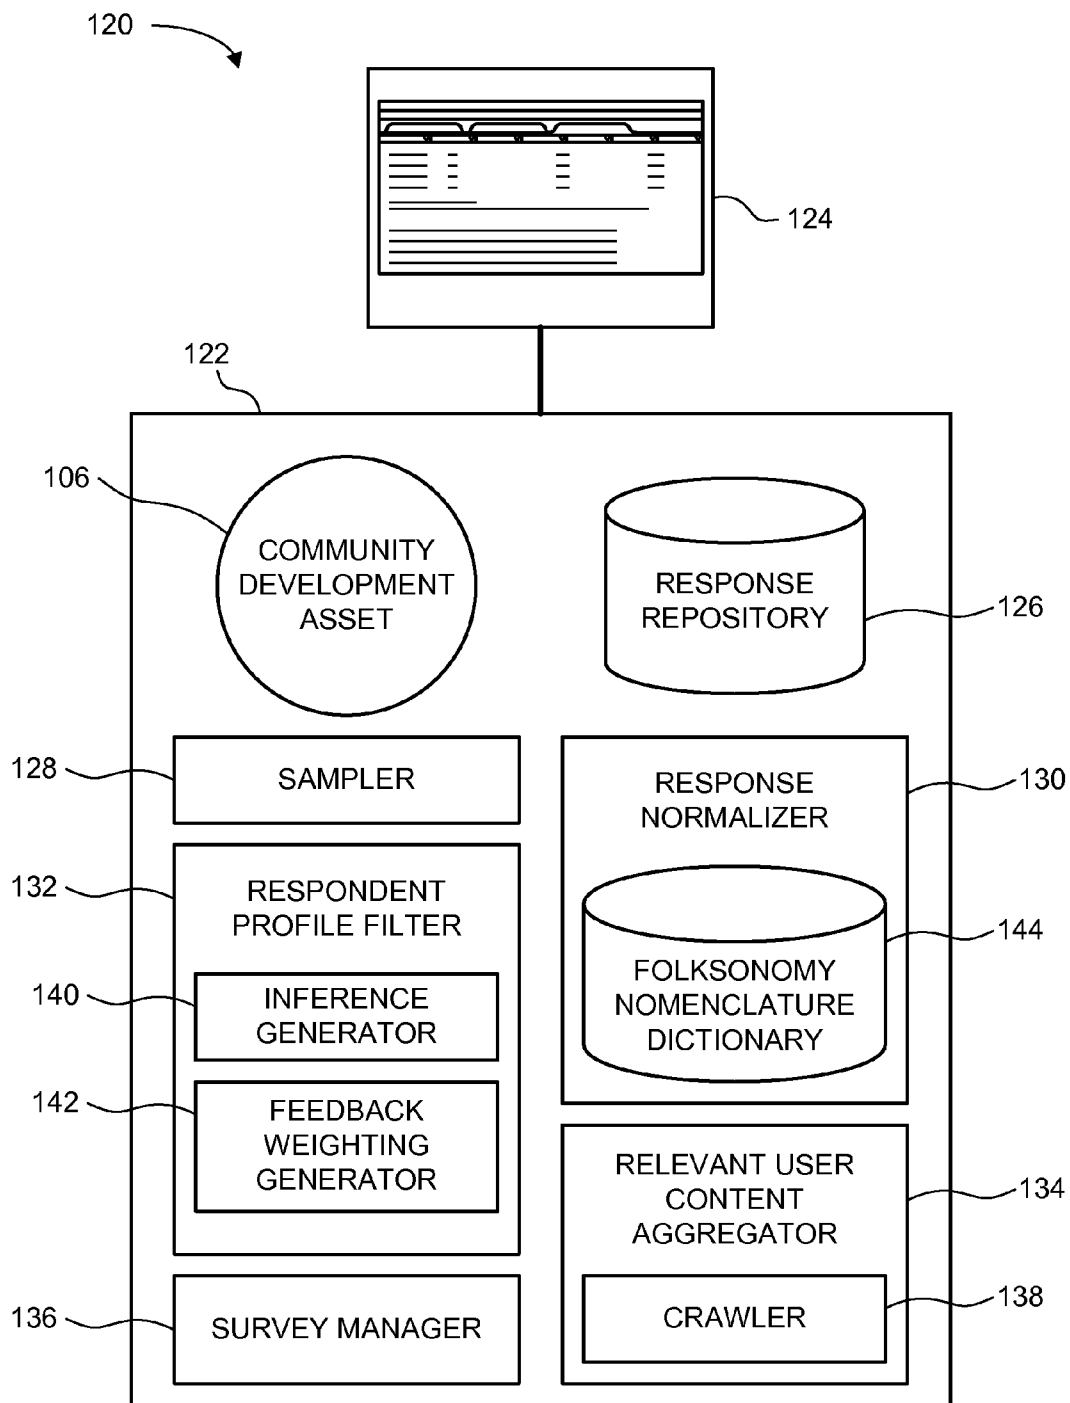 120
124
122
106
COMMUNITY
DEVELOPMENT
ASSET
RESPONSE
REPOSITORY
126
128
SAMPLER
RESPONSE
NORMALIZER
130
132
RESPONDENT
PROFILE FILTER
FOLKSONOMY
NOMENCLATURE
DICTIONARY
144
140
INFERENCE
GENERATOR
142
FEEDBACK
WEIGHTING
GENERATOR
RELEVANT USER
CONTENT
AGGREGATOR
134
136
SURVEY MANAGER
CRAWLER
138